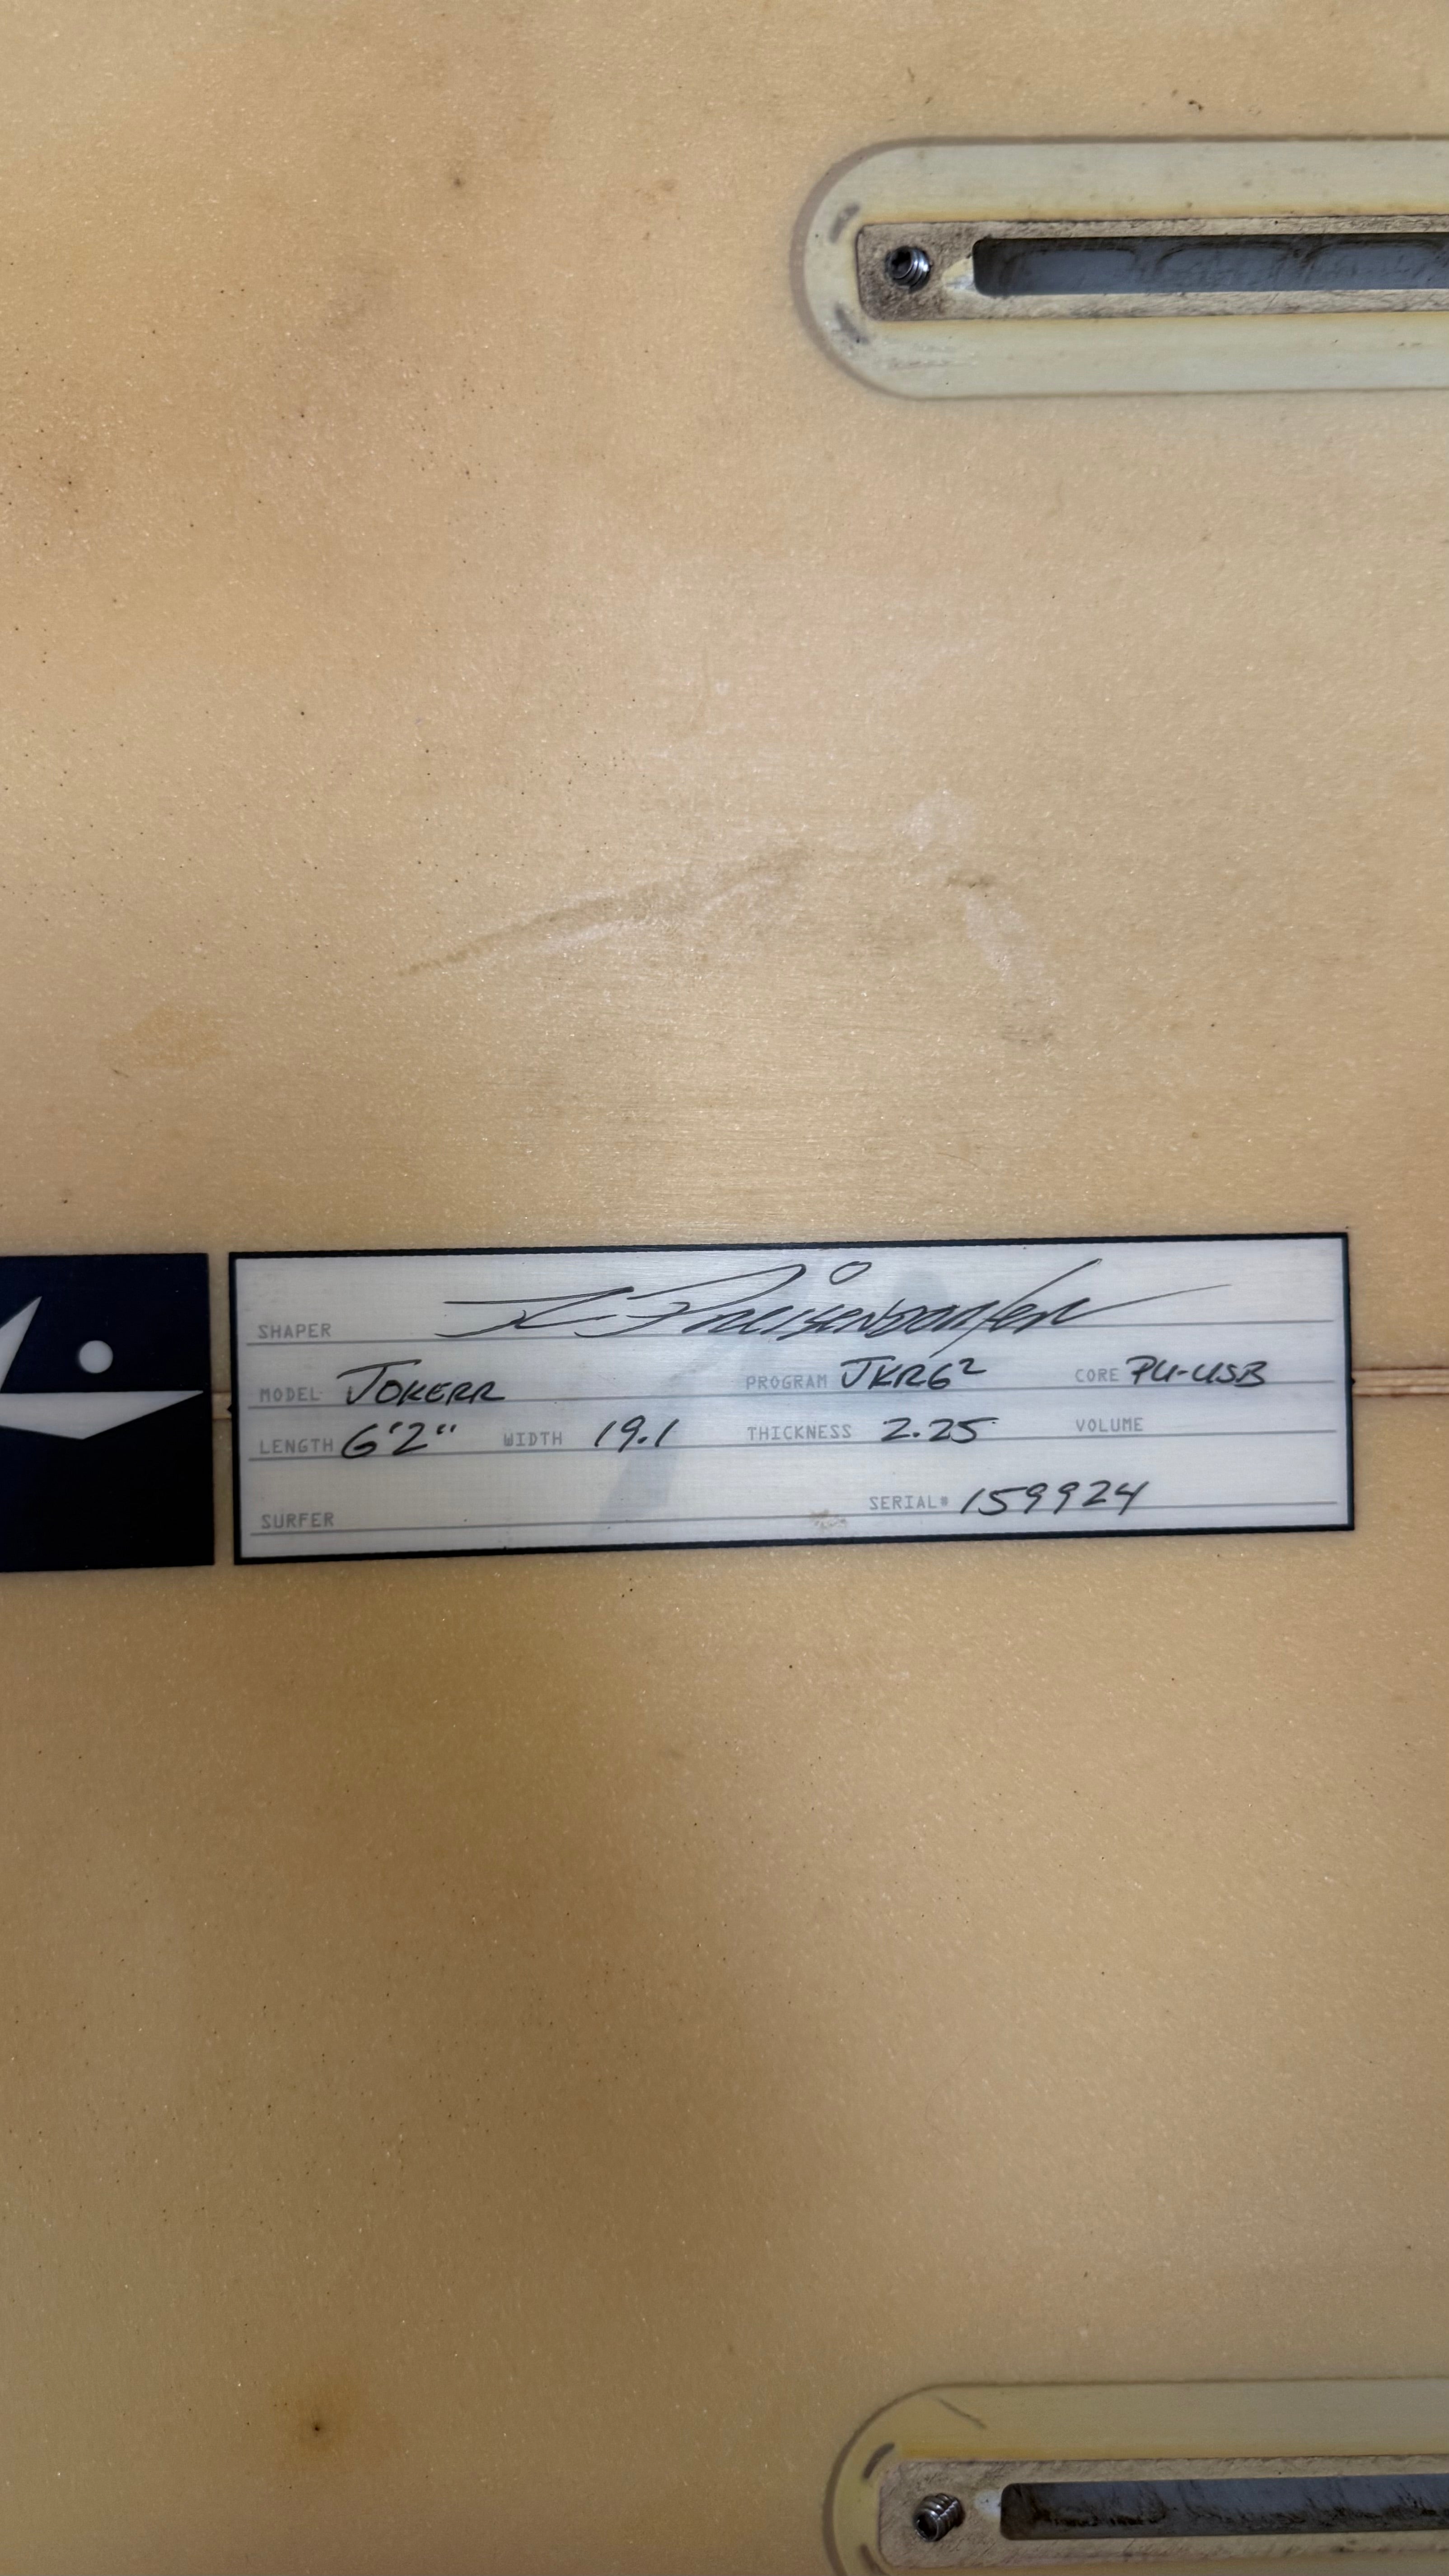 SHAPER
MODEL JOKERR PROGRAM JKR6² CORE PU-USB
LENGTH 6'2" WIDTH 19.1 THICKNESS 2.25 VOLUME
SURFER SERIAL# 159924